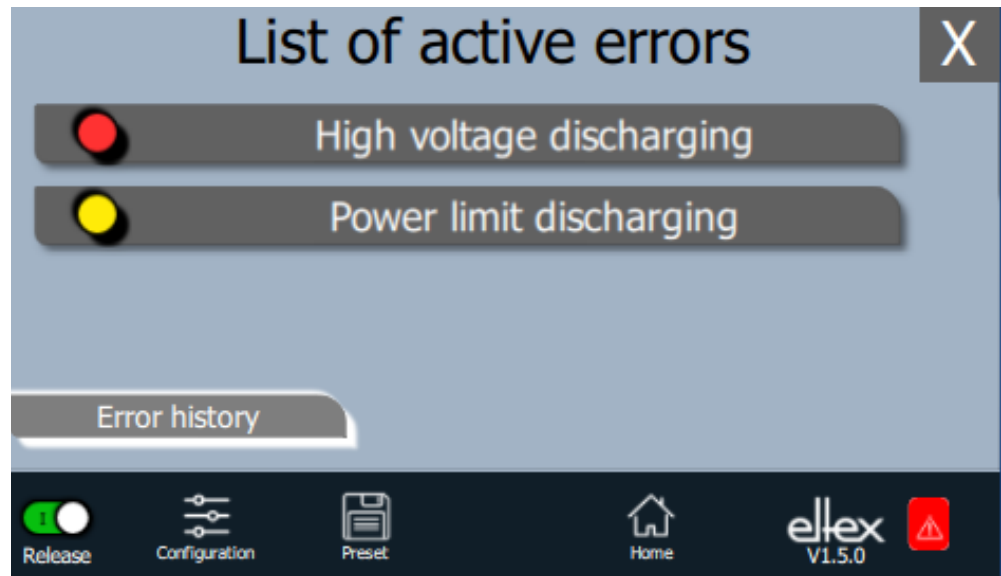 List of active errors
X
High voltage discharging
Power limit discharging
Error history
I
Release
Configuration
Preset
Home
eltex
V1.5.0